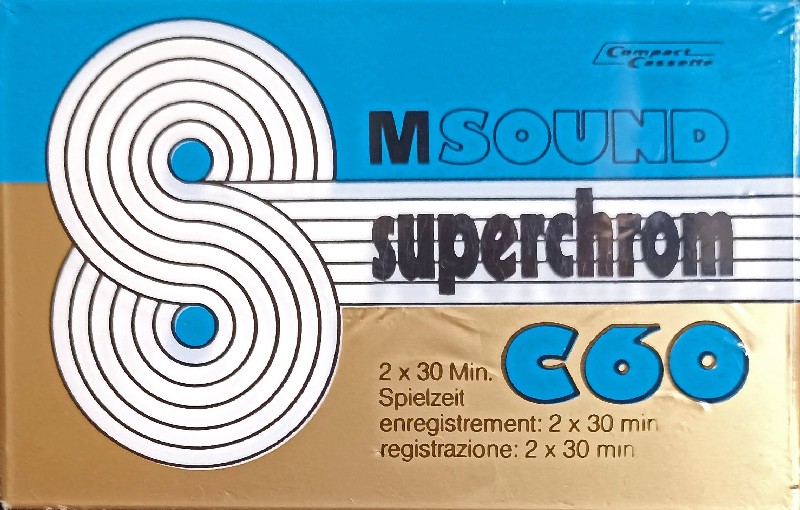 Compact
Cassette
MSOUND
superchrom
C60
2 x 30 Min.
Spielzeit
enregistrement: 2 x 30 min
registrazione: 2 x 30 min